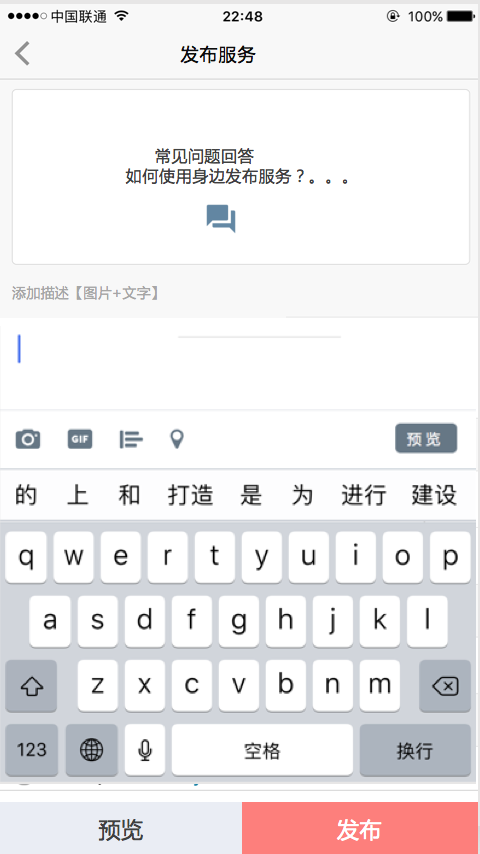 中国联通 22:48 100%
发布服务
常见问题回答
如何使用身边发布服务？。。。
添加描述【图片+文字】
GIF 预览
的 上 和 打造 是 为 进行 建设
q w e r t y u i o p
a s d f g h j k l
z x c v b n m
123 空格 换行
预览 发布